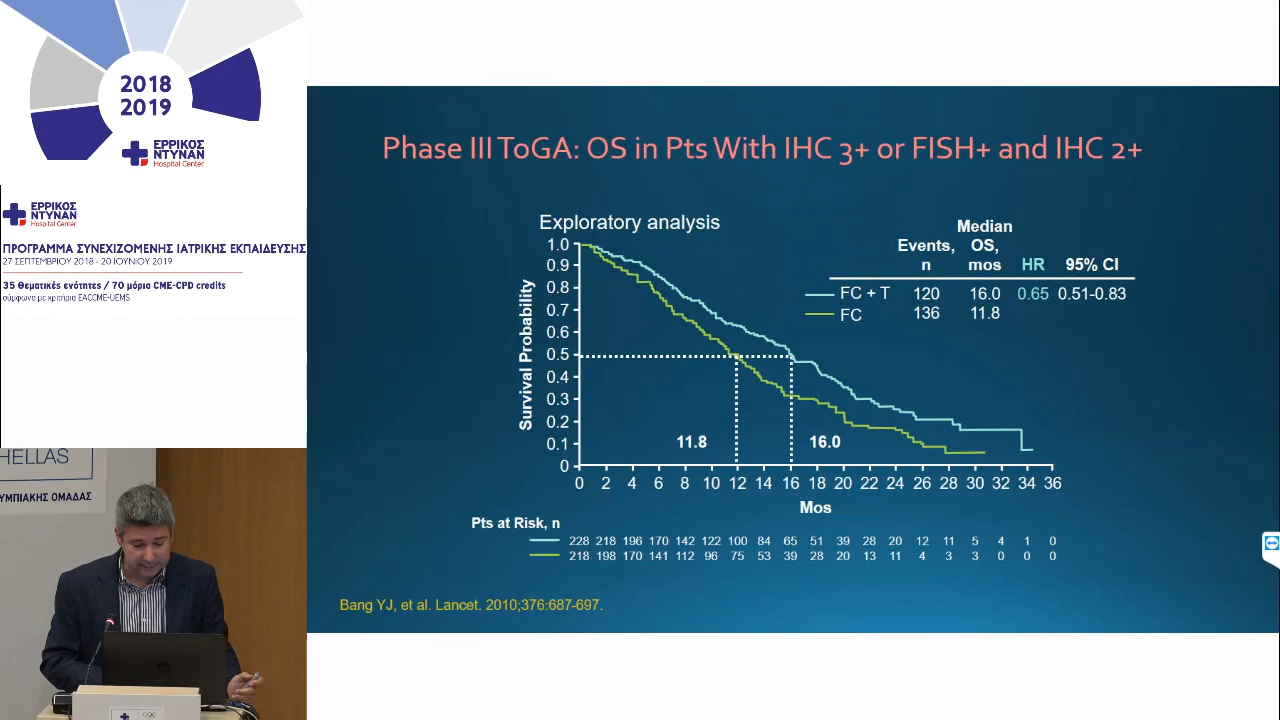 2018
2019
ΕΡΡΙΚΟΣ
ΝΤΥΝΑΝ
Hospital Center
ΕΡΡΙΚΟΣ
ΝΤΥΝΑΝ
Hospital Center
ΠΡΟΓΡΑΜΜΑ ΣΥΝΕΧΙΖΟΜΕΝΗΣ ΙΑΤΡΙΚΗΣ ΕΚΠΑΙΔΕΥΣΗΣ
27 ΣΕΠΤΕΜΒΡΙΟΥ 2018 - 20 ΙΟΥΝΙΟΥ 2019
35 Θεματικές ενότητες / 70 μόρια CME-CPD credits
σύμφωνα με κριτήρια EACCME-UEMS
HELLAS
ΥΜΠΙΑΚΗΣ ΟΜΑΔΑΣ
Phase III ToGA: OS in Pts With IHC 3+ or FISH+ and IHC 2+
Exploratory analysis
Events, n Median OS, mos HR 95% CI
FC + T 120 16.0 0.65 0.51-0.83
FC 136 11.8
Survival Probability
1.0
0.9
0.8
0.7
0.6
0.5
0.4
0.3
0.2
0.1
0
11.8 16.0
0 2 4 6 8 10 12 14 16 18 20 22 24 26 28 30 32 34 36
Mos
Pts at Risk, n
228 218 196 170 142 122 100 84 65 51 39 28 20 12 11 5 4 1 0
218 198 170 141 112 96 75 53 39 28 20 13 11 4 3 3 0 0 0
Bang YJ, et al. Lancet. 2010;376:687-697.